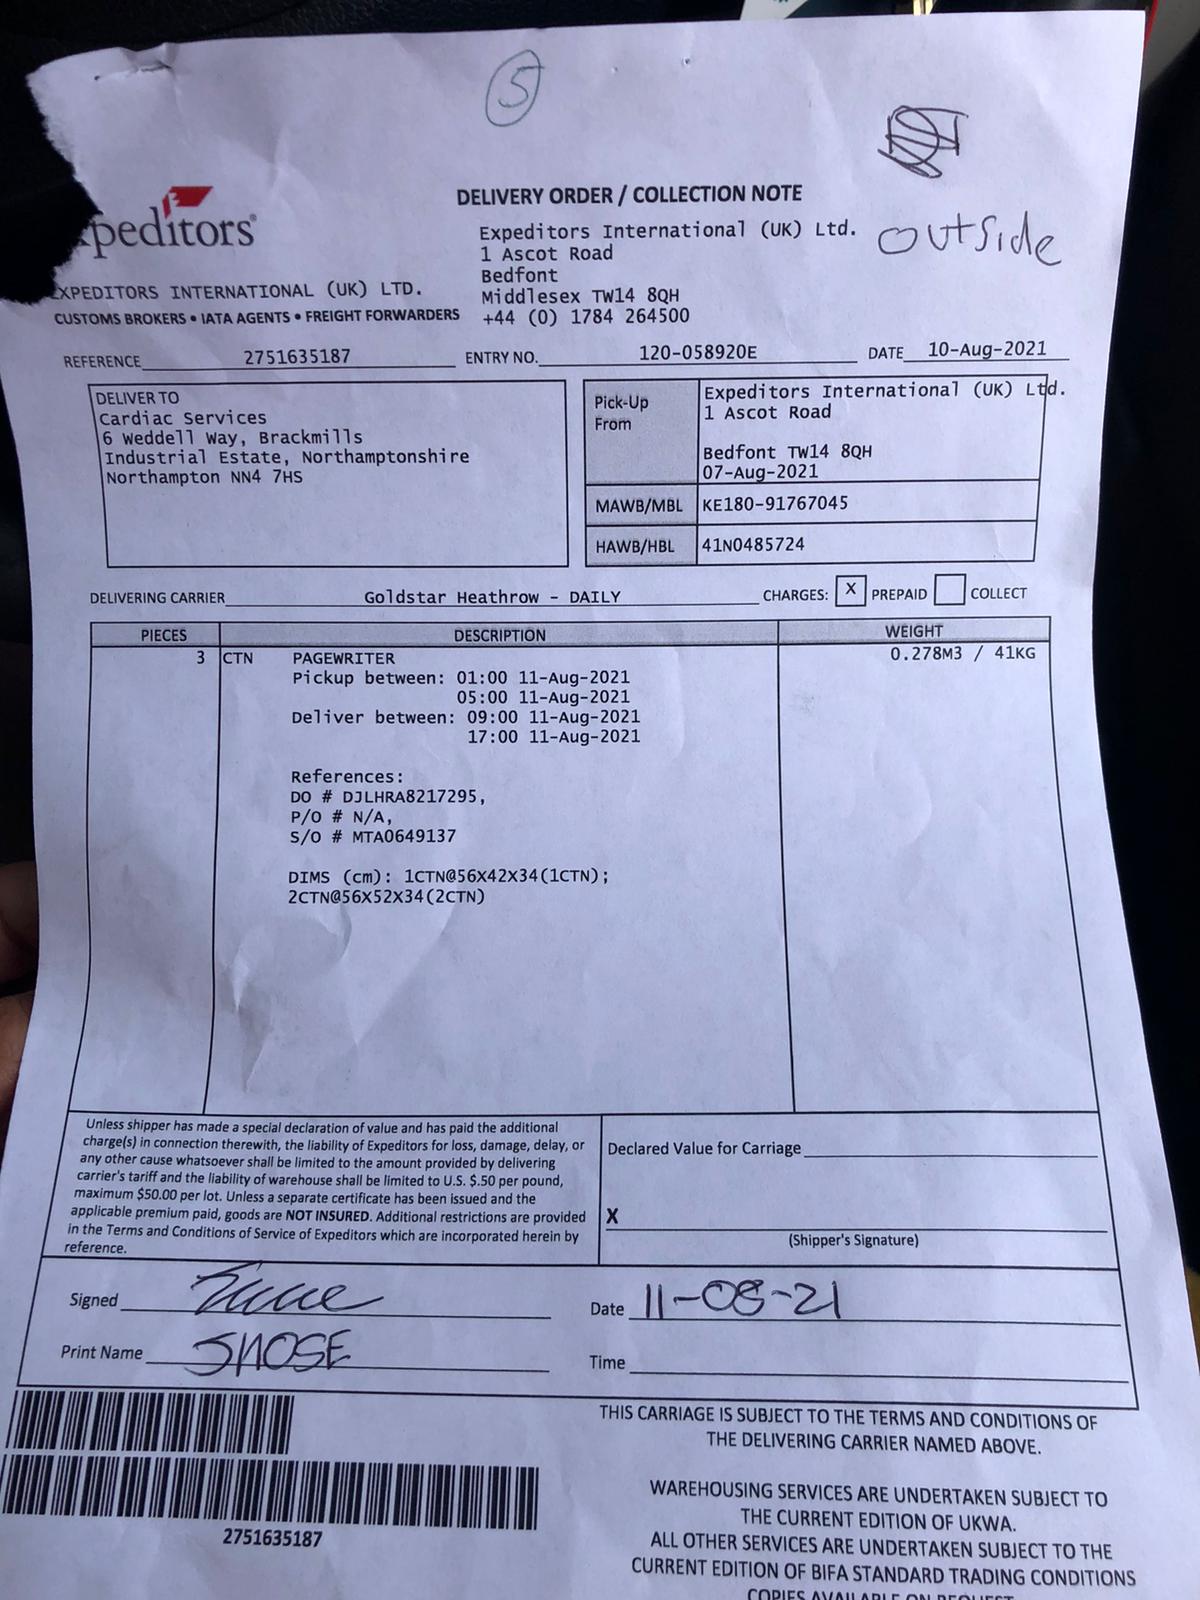 5
DELIVERY ORDER / COLLECTION NOTE
outside
xpeditors®
Expeditors International (UK) Ltd.
1 Ascot Road
Bedfont
Middlesex TW14 8QH
+44 (0) 1784 264500
EXPEDITORS INTERNATIONAL (UK) LTD.
CUSTOMS BROKERS • IATA AGENTS • FREIGHT FORWARDERS
REFERENCE 2751635187 ENTRY NO. 120-058920E DATE 10-Aug-2021
DELIVER TO
Cardiac Services
6 Weddell Way, Brackmills
Industrial Estate, Northamptonshire
Northampton NN4 7HS
Pick-Up
From
Expeditors International (UK) Ltd.
1 Ascot Road
Bedfont TW14 8QH
07-Aug-2021
MAWB/MBL KE180-91767045
HAWB/HBL 41N0485724
DELIVERING CARRIER Goldstar Heathrow - DAILY CHARGES: X PREPAID COLLECT
PIECES DESCRIPTION WEIGHT
3 CTN PAGEWRITER 0.278M3 / 41KG
Pickup between: 01:00 11-Aug-2021
05:00 11-Aug-2021
Deliver between: 09:00 11-Aug-2021
17:00 11-Aug-2021
References:
DO # DJLHRA8217295,
P/O # N/A,
S/O # MTA0649137
DIMS (cm): 1CTN@56X42X34(1CTN);
2CTN@56X52X34(2CTN)
Unless shipper has made a special declaration of value and has paid the additional
charge(s) in connection therewith, the liability of Expeditors for loss, damage, delay, or
any other cause whatsoever shall be limited to the amount provided by delivering
carrier's tariff and the liability of warehouse shall be limited to U.S. $.50 per pound,
maximum $50.00 per lot. Unless a separate certificate has been issued and the
applicable premium paid, goods are NOT INSURED. Additional restrictions are provided
in the Terms and Conditions of Service of Expeditors which are incorporated herein by
reference.
Declared Value for Carriage
X
(Shipper's Signature)
Signed
Date 11-08-21
Print Name
Time
THIS CARRIAGE IS SUBJECT TO THE TERMS AND CONDITIONS OF
THE DELIVERING CARRIER NAMED ABOVE.
2751635187
WAREHOUSING SERVICES ARE UNDERTAKEN SUBJECT TO
THE CURRENT EDITION OF UKWA.
ALL OTHER SERVICES ARE UNDERTAKEN SUBJECT TO THE
CURRENT EDITION OF BIFA STANDARD TRADING CONDITIONS
COPIES AVAILABLE ON REQUEST